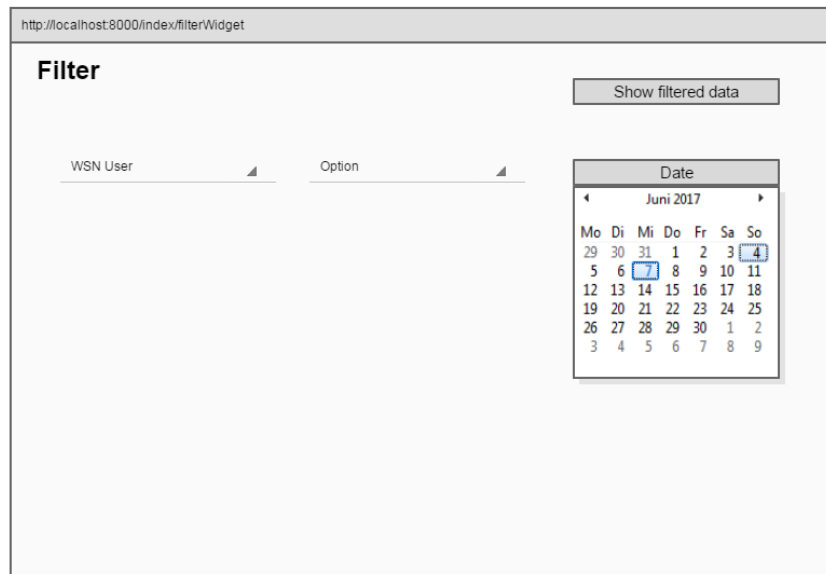 http://localhost:8000/index/filterWidget
Filter
Show filtered data
WSN User
Option
Date
Juni 2017
Mo Di Mi Do Fr Sa So
29 30 31 1 2 3 4
5 6 7 8 9 10 11
12 13 14 15 16 17 18
19 20 21 22 23 24 25
26 27 28 29 30 1 2
3 4 5 6 7 8 9